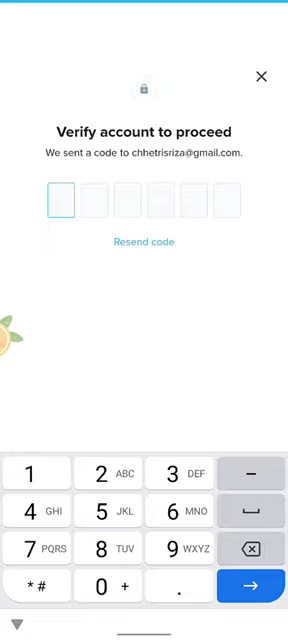 Verify account to proceed
We sent a code to chhetrisriza@gmail.com.
Resend code
1 2 ABC 3 DEF –
4 GHI 5 JKL 6 MNO
7 PQRS 8 TUV 9 WXYZ
* # 0 + .